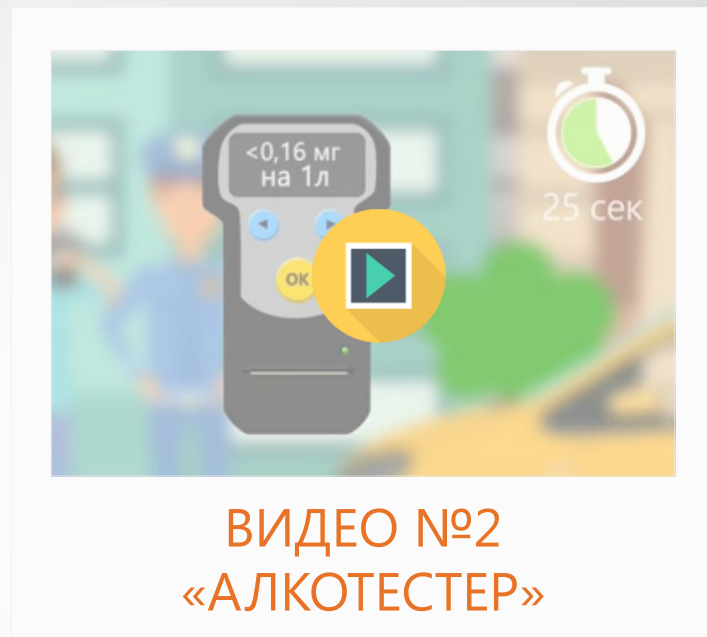 <0,16 мг
на 1л
25 сек
ОК
ВИДЕО №2
«АЛКОТЕСТЕР»